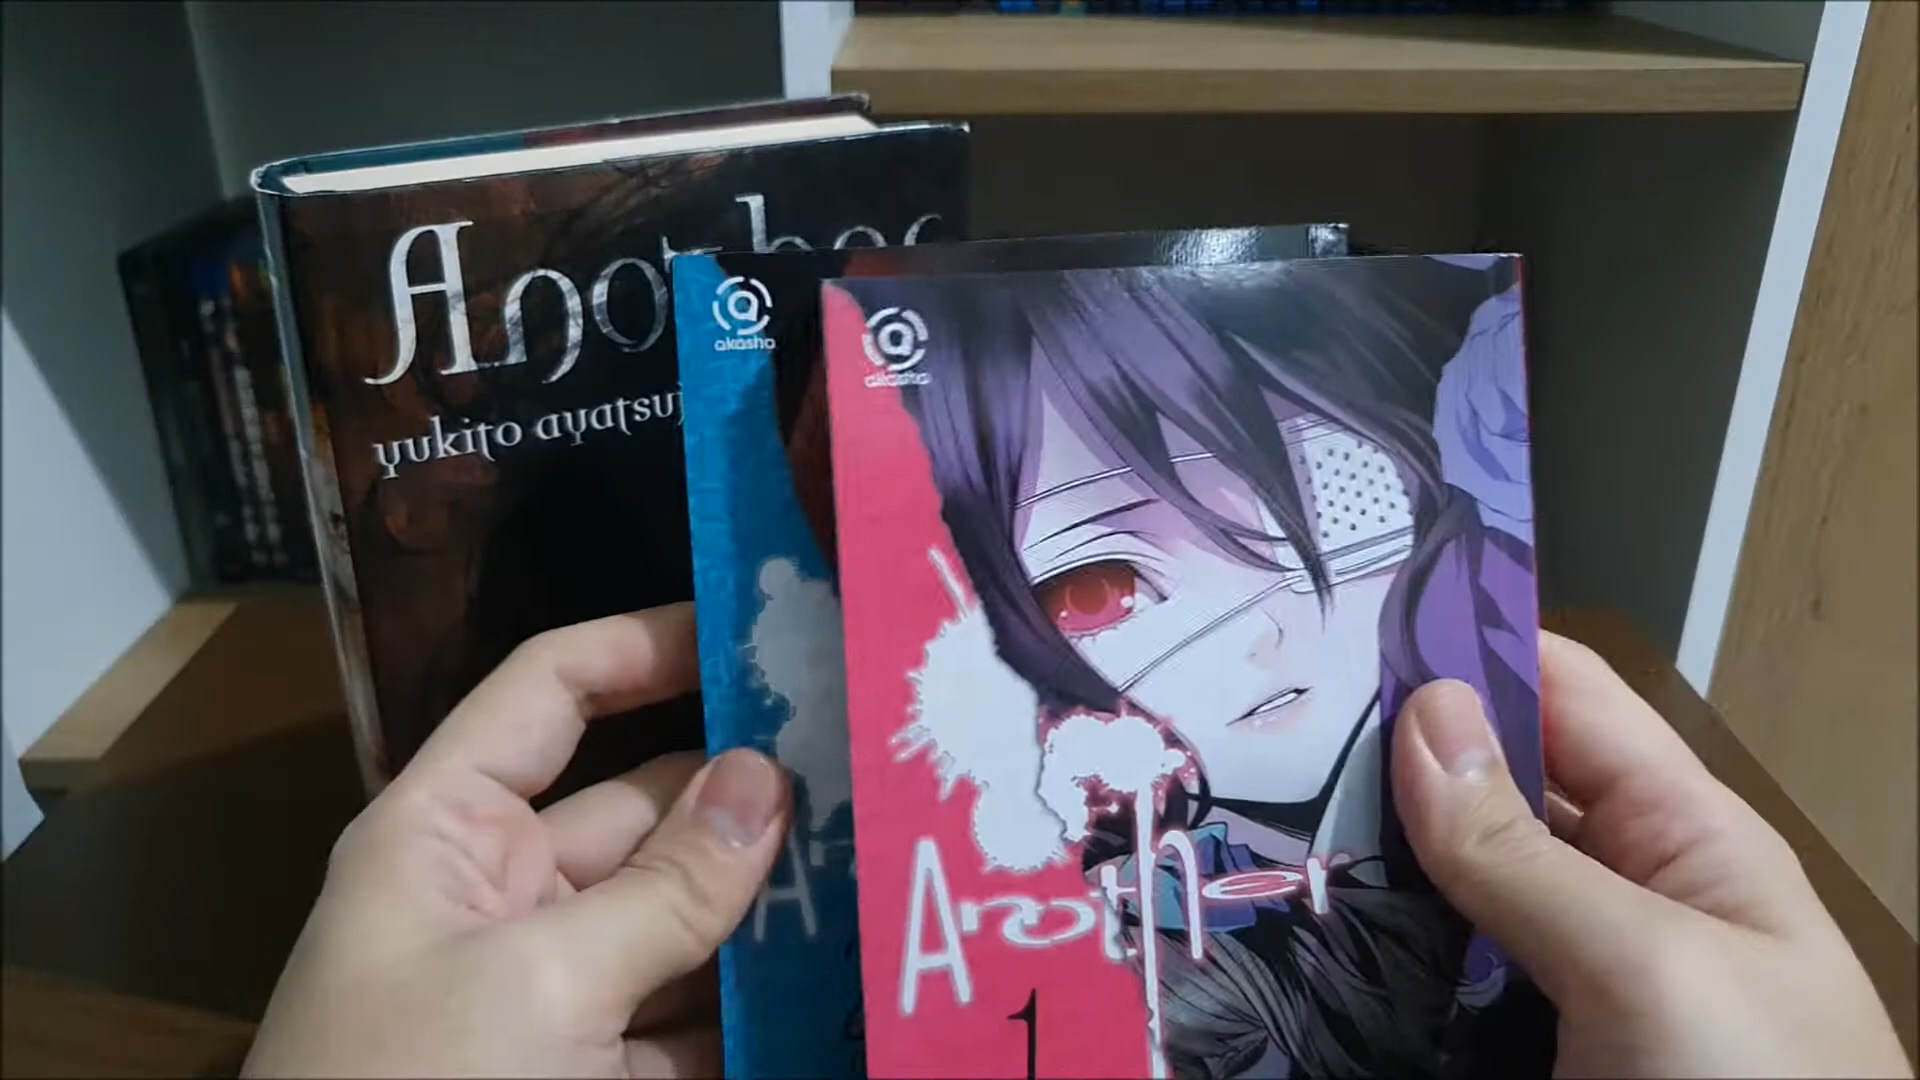 Another
yukito ayatsuj
akasha
akasha
Another
1